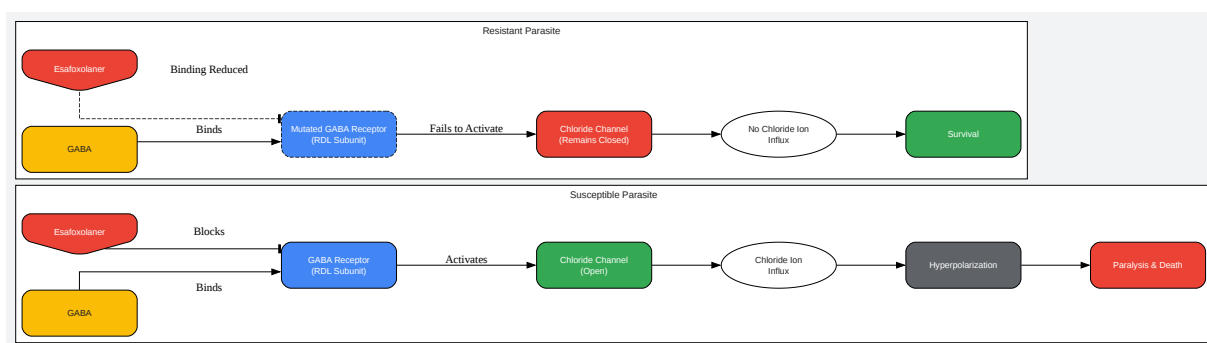 Resistant Parasite
Esafoxolaner
Binding Reduced
GABA
Binds
Mutated GABA Receptor
(RDL Subunit)
Fails to Activate
Chloride Channel
(Remains Closed)
No Chloride Ion
Influx
Survival
Susceptible Parasite
Esafoxolaner
Blocks
GABA
Binds
GABA Receptor
(RDL Subunit)
Activates
Chloride Channel
(Open)
Chloride Ion
Influx
Hyperpolarization
Paralysis & Death